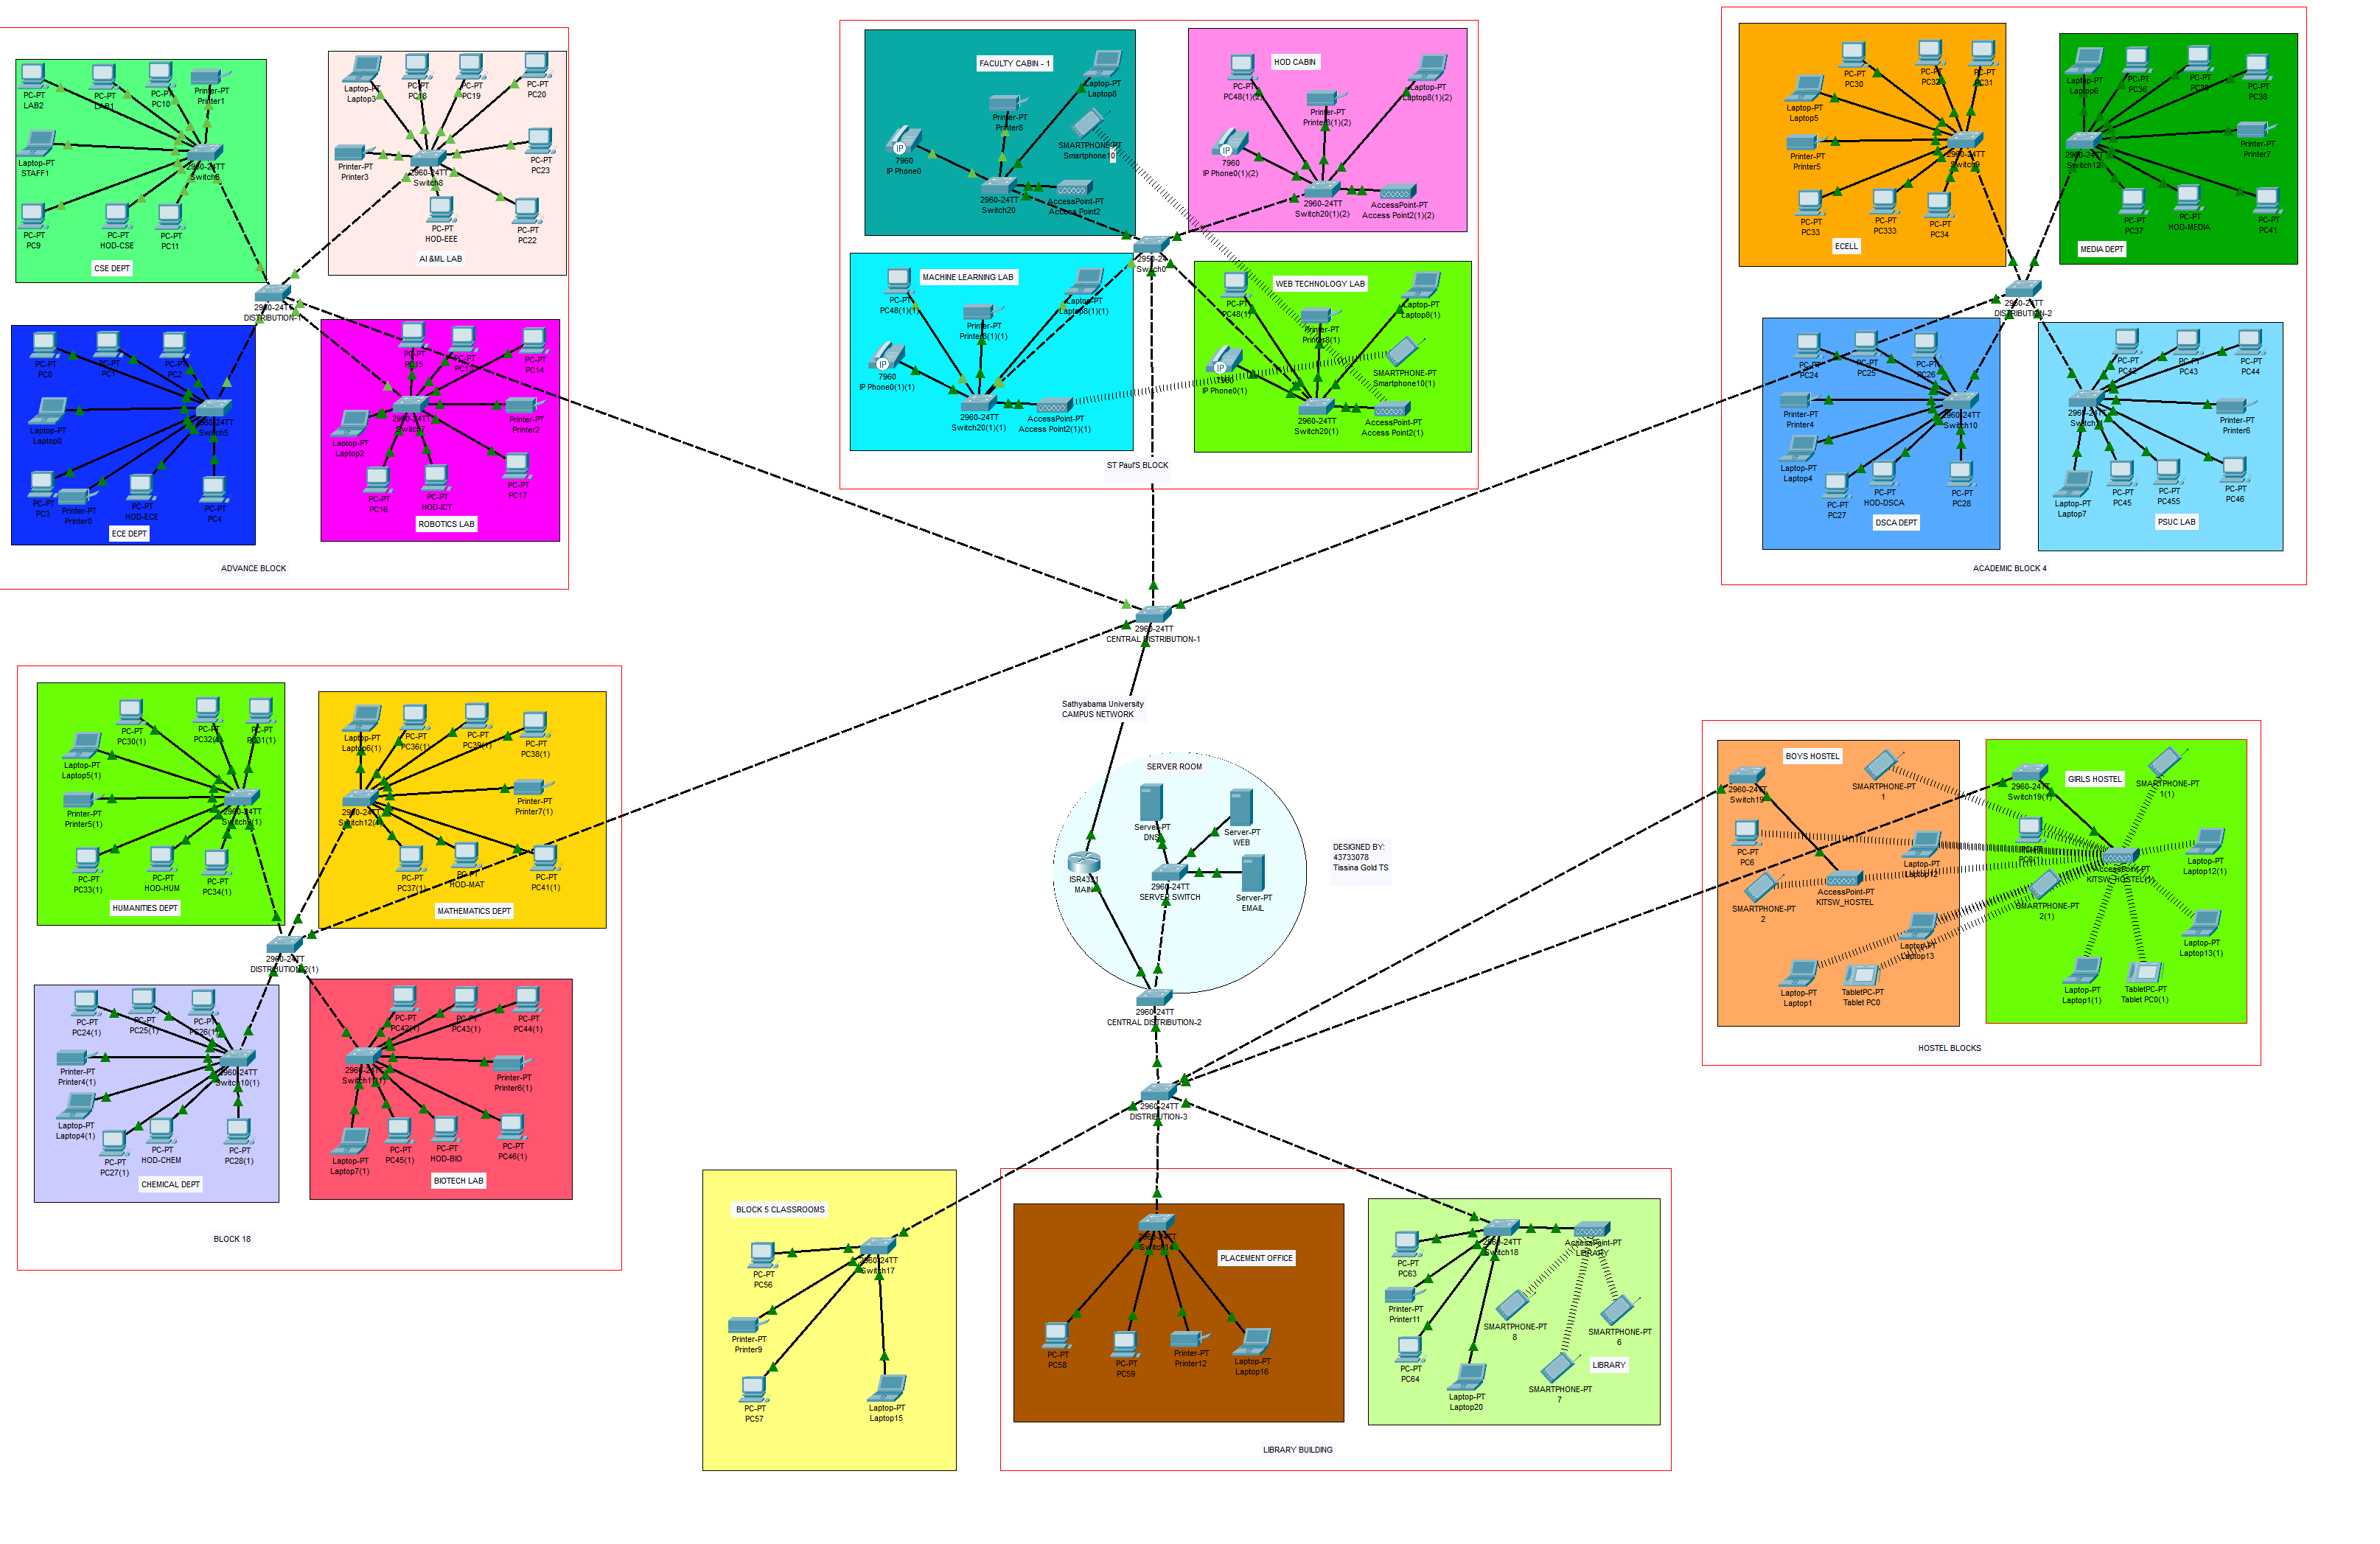 PC-PT
LAB2
PC-PT
LAB1
PC-PT
PC10
Printer-PT
Printer1
Laptop-PT
STAFF1
2960-24TT
Switch6
PC-PT
PC9
PC-PT
HOD-CSE
PC-PT
PC11
CSE DEPT
Laptop-PT
Laptop3
PC-PT
PC18
PC-PT
PC19
PC-PT
PC20
Printer-PT
Printer3
2960-24TT
Switch8
PC-PT
PC23
PC-PT
HOD-EEE
PC-PT
PC22
AI &ML LAB
2960-24TT
DISTRIBUTION-1
PC-PT
PC0
PC-PT
PC1
PC-PT
PC2
Laptop-PT
Laptop0
2960-24TT
Switch5
PC-PT
PC3
Printer-PT
Printer0
PC-PT
HOD-ECE
PC-PT
PC4
ECE DEPT
PC-PT
PC15
PC-PT
PC-PT
PC14
Laptop-PT
Laptop2
2960-24TT
Switch7
Printer-PT
Printer2
PC-PT
PC16
PC-PT
HOD-ICT
PC-PT
PC17
ROBOTICS LAB
ADVANCE BLOCK
FACULTY CABIN - 1
Laptop-PT
Laptop8
Printer-PT
Printer8
SMARTPHONE-PT
Smartphone10
IP
7960
IP Phone0
2960-24TT
Switch20
AccessPoint-PT
Access Point2
HOD CABIN
PC-PT
PC48(1)(2)
Laptop-PT
Laptop8(1)(2)
Printer-PT
Printer8(1)(2)
IP
7960
IP Phone0(1)(2)
2960-24TT
Switch20(1)(2)
AccessPoint-PT
Access Point2(1)(2)
2950-24
Switch0
MACHINE LEARNING LAB
PC-PT
PC48(1)(1)
Laptop-PT
Laptop8(1)(1)
Printer-PT
Printer8(1)(1)
IP
7960
IP Phone0(1)(1)
2960-24TT
Switch20(1)(1)
AccessPoint-PT
Access Point2(1)(1)
WEB TECHNOLOGY LAB
PC-PT
PC48(1)
Laptop-PT
Laptop8(1)
Printer-PT
Printer8(1)
IP
7960
IP Phone0(1)
SMARTPHONE-PT
Smartphone10(1)
2960-24TT
Switch20(1)
AccessPoint-PT
Access Point2(1)
ST Paul'S BLOCK
PC-PT
PC30
PC-PT
PC32
PC-PT
PC31
Laptop-PT
Laptop5
Printer-PT
Printer5
2960-24TT
Switch9
PC-PT
PC33
PC-PT
PC333
PC-PT
PC34
ECELL
Laptop-PT
Laptop6
PC-PT
PC36
PC-PT
PC39
PC-PT
PC38
2960-24TT
Switch12
Printer-PT
Printer7
PC-PT
PC37
PC-PT
HOD-MEDIA
PC-PT
PC41
MEDIA DEPT
2960-24TT
DISTRIBUTION-2
PC-PT
PC24
PC-PT
PC25
PC-PT
PC26
Printer-PT
Printer4
2960-24TT
Switch10
Laptop-PT
Laptop4
PC-PT
PC27
PC-PT
HOD-DSCA
PC-PT
PC28
DSCA DEPT
PC-PT
PC42
PC-PT
PC43
PC-PT
PC44
2960-24TT
Printer-PT
Printer6
Laptop-PT
Laptop7
PC-PT
PC45
PC-PT
PC455
PC-PT
PC46
PSUC LAB
ACADEMIC BLOCK 4
2960-24TT
CENTRAL DISTRIBUTION-1
Sathyabama University
CAMPUS NETWORK
SERVER ROOM
Server-PT
DNS
Server-PT
WEB
ISR4331
MAIN
2960-24TT
SERVER SWITCH
Server-PT
EMAIL
DESIGNED BY:
43733078
Tissina Gold TS
2960-24TT
CENTRAL DISTRIBUTION-2
2960-24TT
DISTRIBUTION-3
PC-PT
PC30(1)
PC-PT
PC-PT
PC31(1)
Laptop-PT
Laptop5(1)
Printer-PT
Printer5(1)
2960-24TT
Switch9(1)
PC-PT
PC33(1)
PC-PT
HOD-HUM
PC-PT
PC34(1)
HUMANITIES DEPT
Laptop-PT
Laptop6(1)
PC-PT
PC36(1)
PC-PT
PC39(1)
PC-PT
PC38(1)
Printer-PT
Printer7(1)
2960-24TT
PC-PT
PC37(1)
PC-PT
HOD-MAT
PC-PT
PC41(1)
MATHEMATICS DEPT
2960-24TT
DISTRIBUTION-2(1)
PC-PT
PC24(1)
PC-PT
PC25(1)
PC-PT
PC26(1)
Printer-PT
Printer4(1)
2960-24TT
Switch10(1)
Laptop-PT
Laptop4(1)
PC-PT
PC27(1)
PC-PT
HOD-CHEM
PC-PT
PC28(1)
CHEMICAL DEPT
PC-PT
PC42(1)
PC-PT
PC43(1)
PC-PT
PC44(1)
2960-24TT
Switch11(1)
Printer-PT
Printer6(1)
Laptop-PT
Laptop7(1)
PC-PT
PC45(1)
PC-PT
HOD-BIO
PC-PT
PC46(1)
BIOTECH LAB
BLOCK 18
BOYS HOSTEL
2960-24TT
Switch19
SMARTPHONE-PT
1
PC-PT
PC6
Laptop-PT
Laptop12
AccessPoint-PT
KITSW_HOSTEL
SMARTPHONE-PT
2
Laptop-PT
Laptop13
Laptop-PT
Laptop1
TabletPC-PT
Tablet PC0
GIRLS HOSTEL
2960-24TT
Switch19(1)
SMARTPHONE-PT
1(1)
PC-PT
PC6(1)
Laptop-PT
Laptop12(1)
AccessPoint-PT
KITSW_HOSTEL(1)
SMARTPHONE-PT
2(1)
Laptop-PT
Laptop13(1)
Laptop-PT
Laptop1(1)
TabletPC-PT
Tablet PC0(1)
HOSTEL BLOCKS
BLOCK 5 CLASSROOMS
2960-24TT
Switch17
PC-PT
PC56
Printer-PT
Printer9
PC-PT
PC57
Laptop-PT
Laptop15
2960-24TT
PLACEMENT OFFICE
PC-PT
PC58
PC-PT
PC59
Printer-PT
Printer12
Laptop-PT
Laptop16
2960-24TT
Switch18
AccessPoint-PT
LIBRARY
PC-PT
PC63
Printer-PT
Printer11
PC-PT
PC64
Laptop-PT
Laptop20
SMARTPHONE-PT
8
SMARTPHONE-PT
6
SMARTPHONE-PT
7
LIBRARY
LIBRARY BUILDING